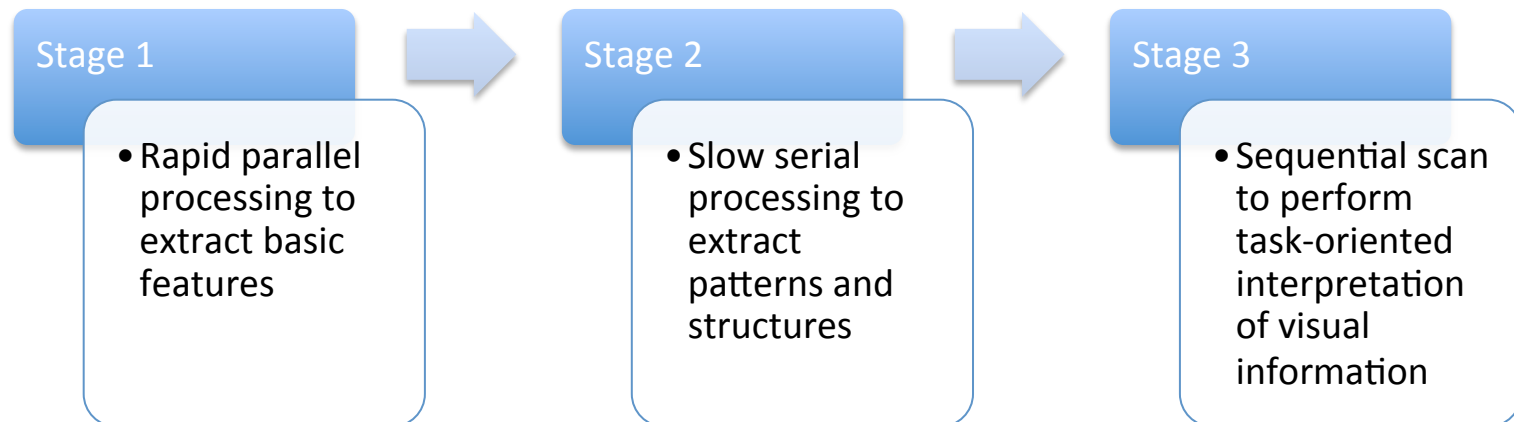 Stage 1
• Rapid parallel
processing to
extract basic
features
Stage 2
• Slow serial
processing to
extract
patterns and
structures
Stage 3
• Sequential scan
to perform
task-oriented
interpretation
of visual
information